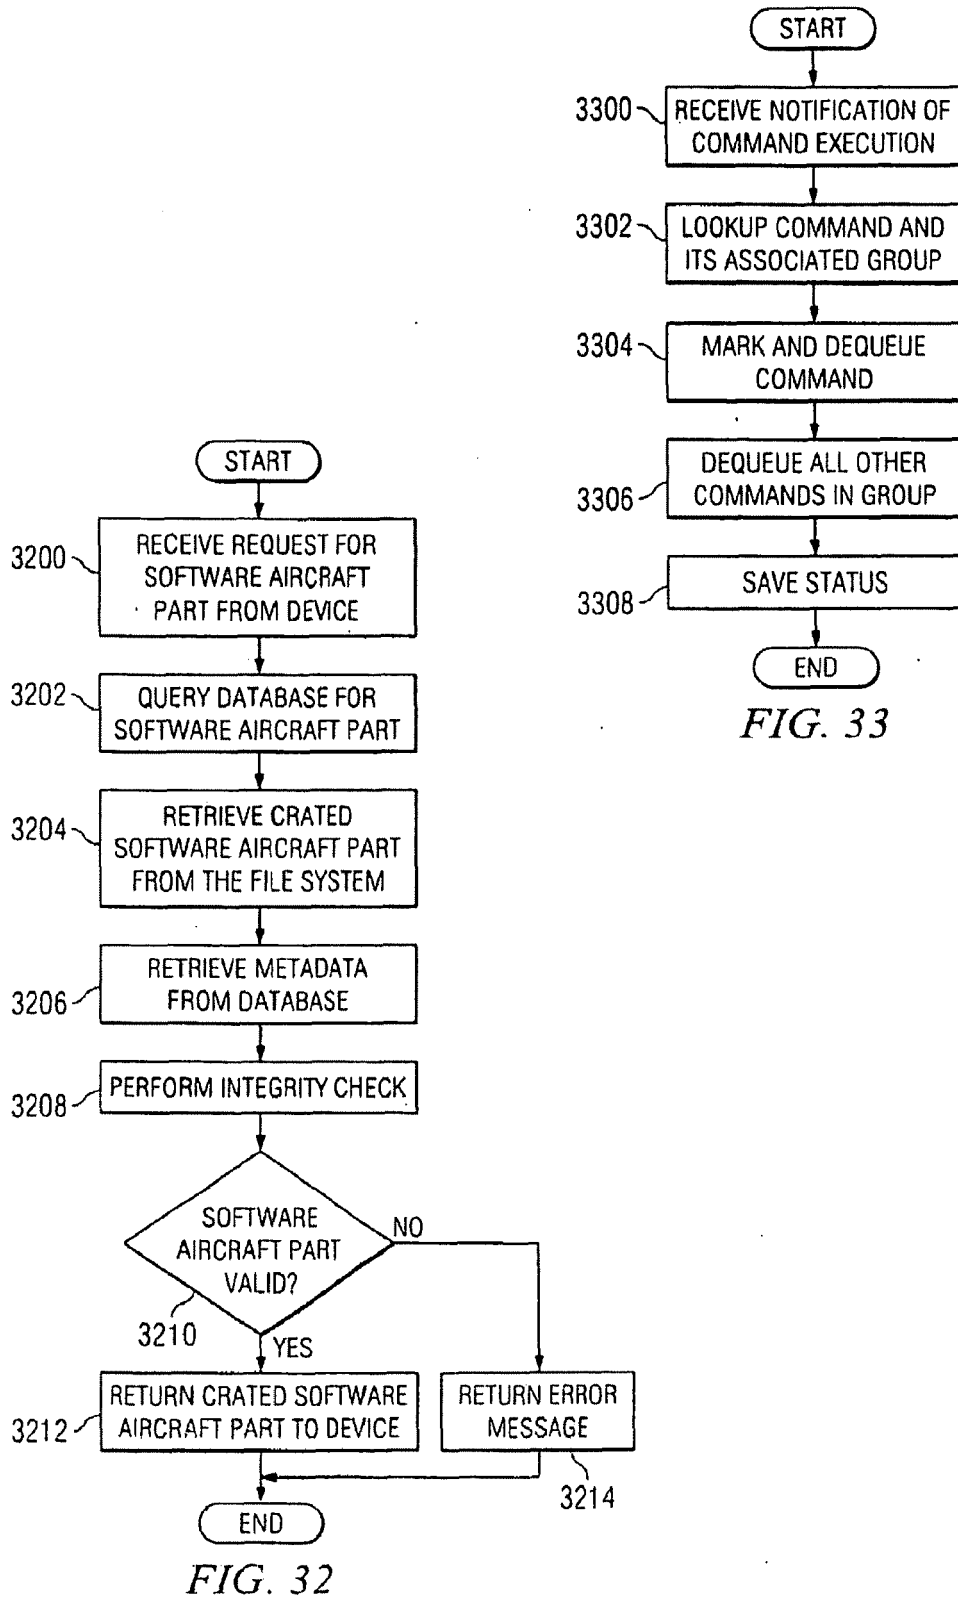 START
3300
RECEIVE NOTIFICATION OF
COMMAND EXECUTION
3302
LOOKUP COMMAND AND
ITS ASSOCIATED GROUP
3304
MARK AND DEQUEUE
COMMAND
3306
DEQUEUE ALL OTHER
COMMANDS IN GROUP
3308
SAVE STATUS
END
FIG. 33
START
3200
RECEIVE REQUEST FOR
SOFTWARE AIRCRAFT
PART FROM DEVICE
3202
QUERY DATABASE FOR
SOFTWARE AIRCRAFT PART
3204
RETRIEVE CRATED
SOFTWARE AIRCRAFT PART
FROM THE FILE SYSTEM
3206
RETRIEVE METADATA
FROM DATABASE
3208
PERFORM INTEGRITY CHECK
SOFTWARE
AIRCRAFT PART
VALID?
3210
NO
YES
3212
RETURN CRATED SOFTWARE
AIRCRAFT PART TO DEVICE
RETURN ERROR
MESSAGE
3214
END
FIG. 32